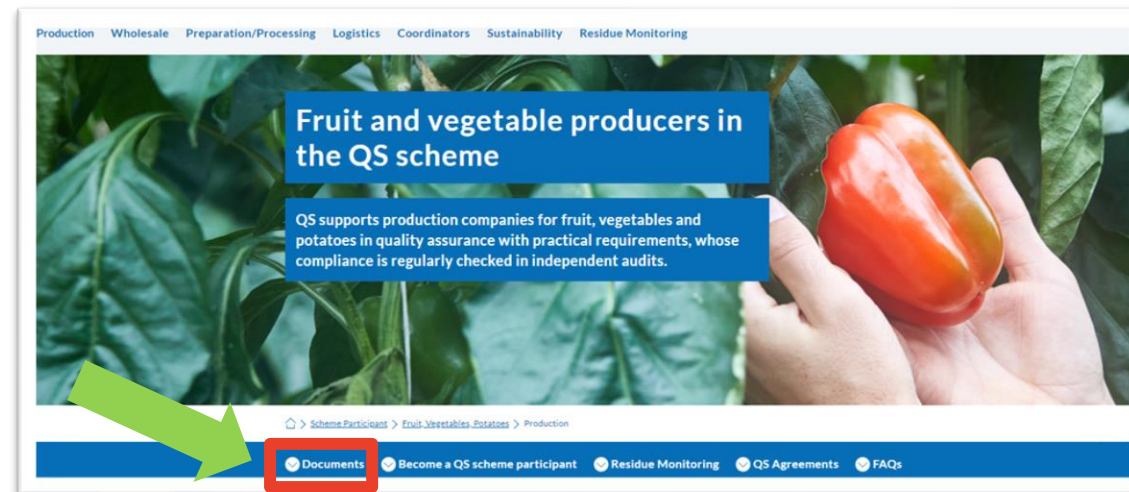 Production Wholesale Preparation/Processing Logistics Coordinators Sustainability Residue Monitoring
Fruit and vegetable producers in
the QS scheme
QS supports production companies for fruit, vegetables and
potatoes in quality assurance with practical requirements, whose
compliance is regularly checked in independent audits.
> Scheme Participant > Fruit, Vegetables, Potatoes > Production
Documents Become a QS scheme participant Residue Monitoring QS Agreements FAQs